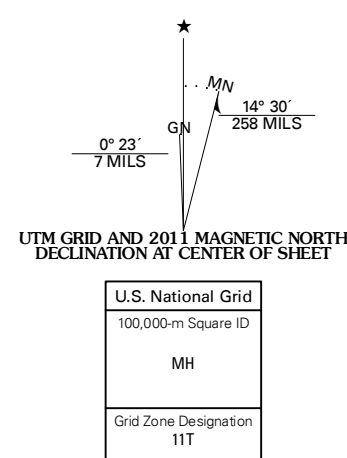 ★
MN
14° 30´
258 MILS
GN
0° 23´
7 MILS
UTM GRID AND 2011 MAGNETIC NORTH
DECLINATION AT CENTER OF SHEET
U.S. National Grid
100,000-m Square ID
MH
Grid Zone Designation
11T